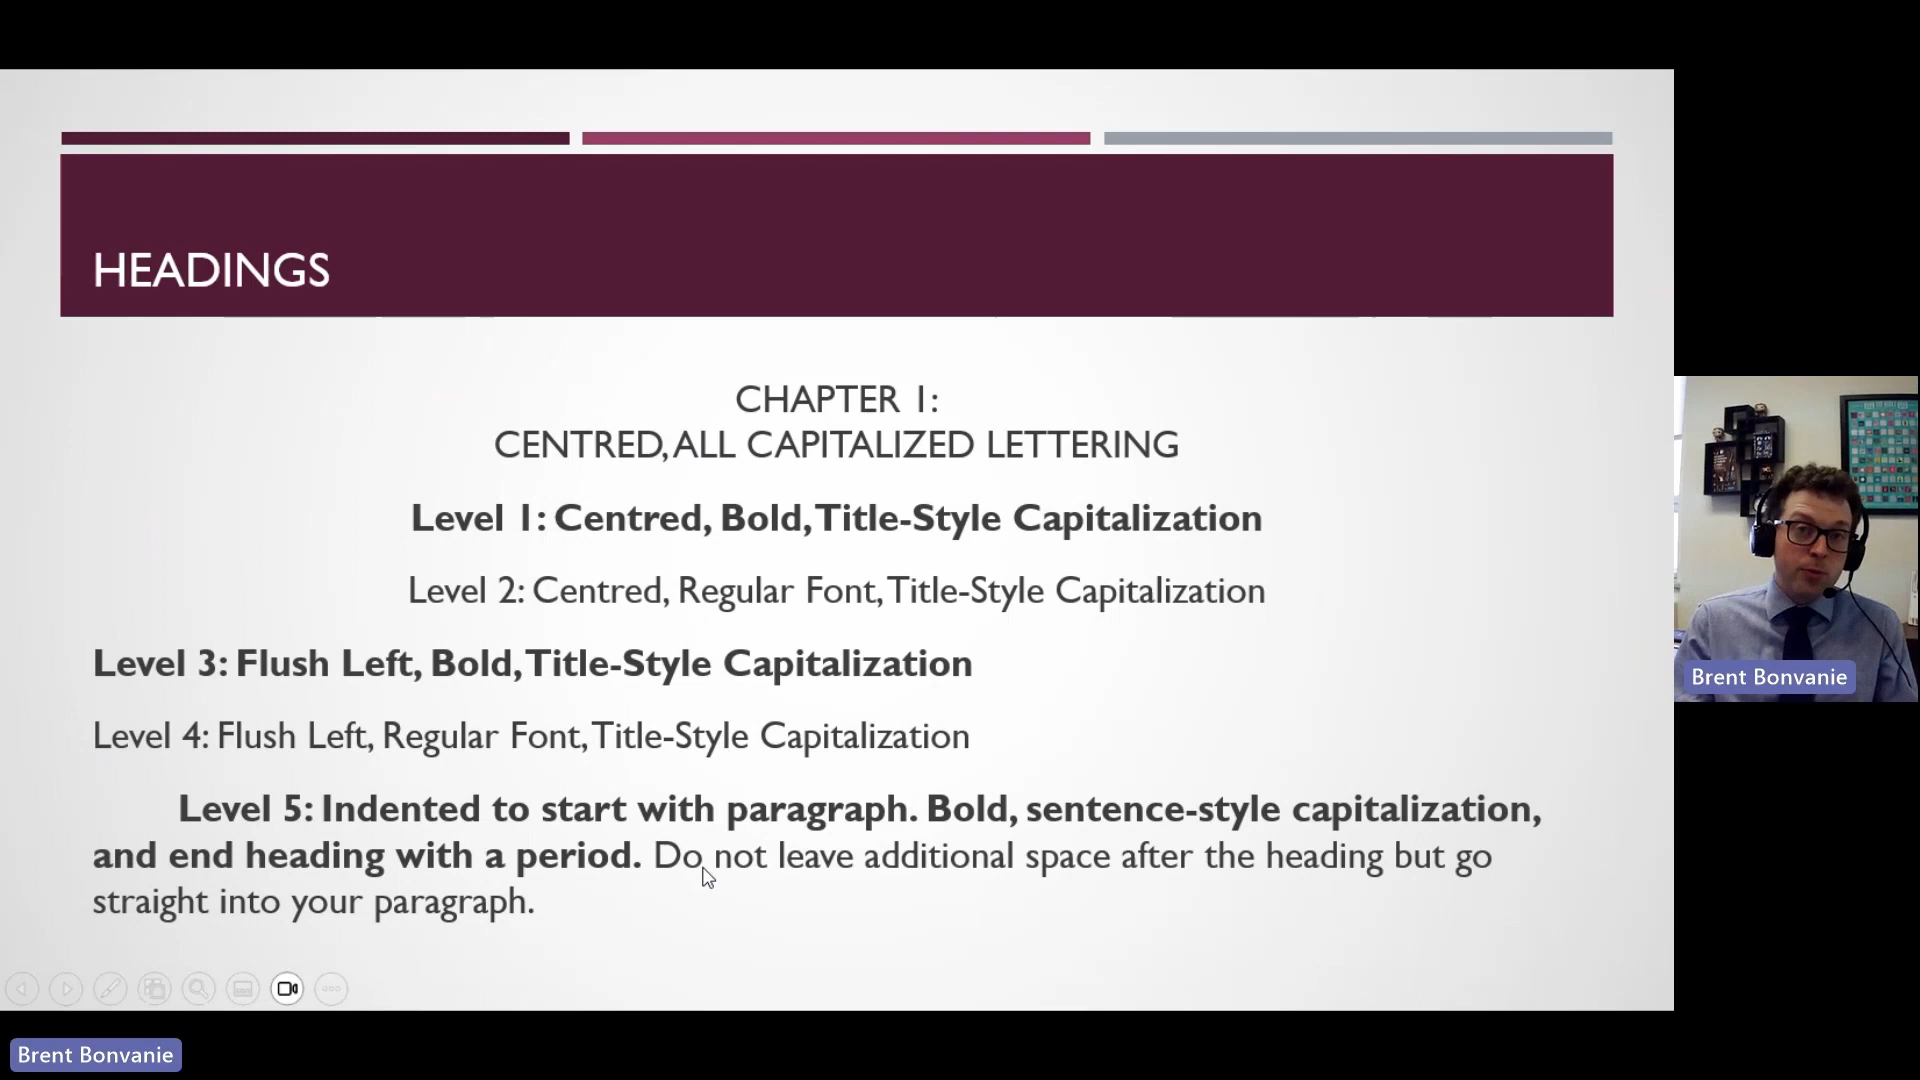 HEADINGS
CHAPTER 1:
CENTRED, ALL CAPITALIZED LETTERING
Level 1: Centred, Bold, Title-Style Capitalization
Level 2: Centred, Regular Font, Title-Style Capitalization
Level 3: Flush Left, Bold, Title-Style Capitalization
Level 4: Flush Left, Regular Font, Title-Style Capitalization
Level 5: Indented to start with paragraph. Bold, sentence-style capitalization,
and end heading with a period. Do not leave additional space after the heading but go
straight into your paragraph.
Brent Bonvanie
Brent Bonvanie